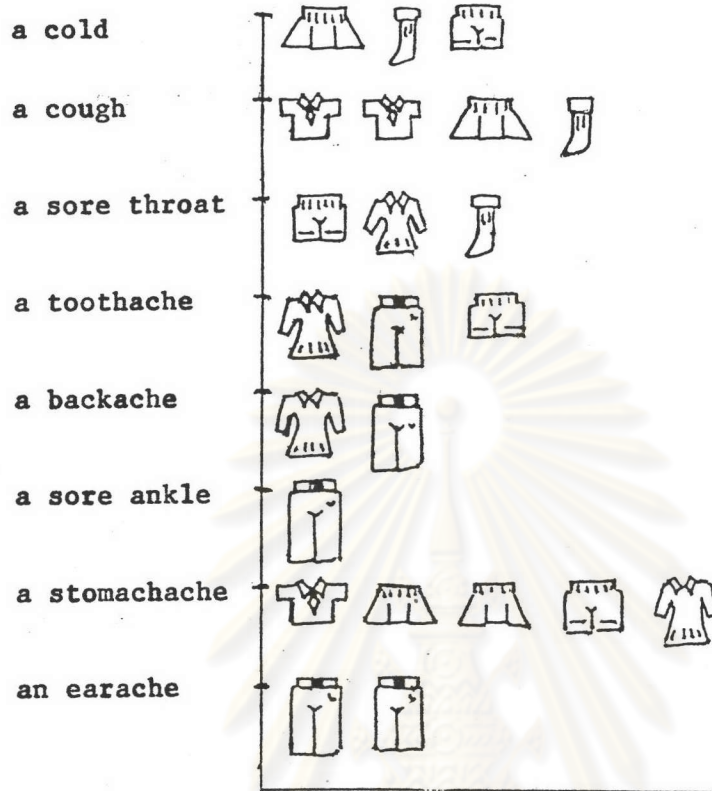 a cold
a cough
a sore throat
a toothache
a backache
a sore ankle
a stomachache
an earache